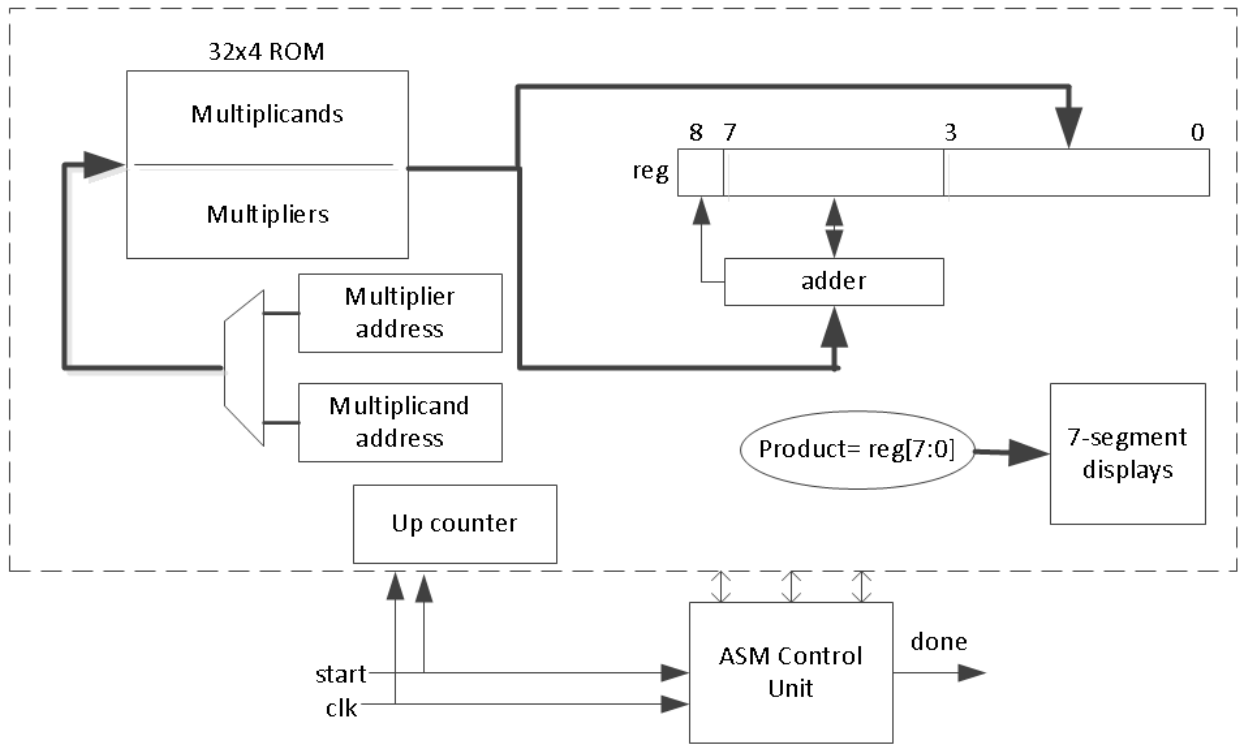 32x4 ROM
Multiplicands
Multipliers
8 7 3 0
reg
adder
Multiplier
address
Multiplicand
address
Product= reg[7:0]
7-segment
displays
Up counter
start
clk
ASM Control
Unit
done